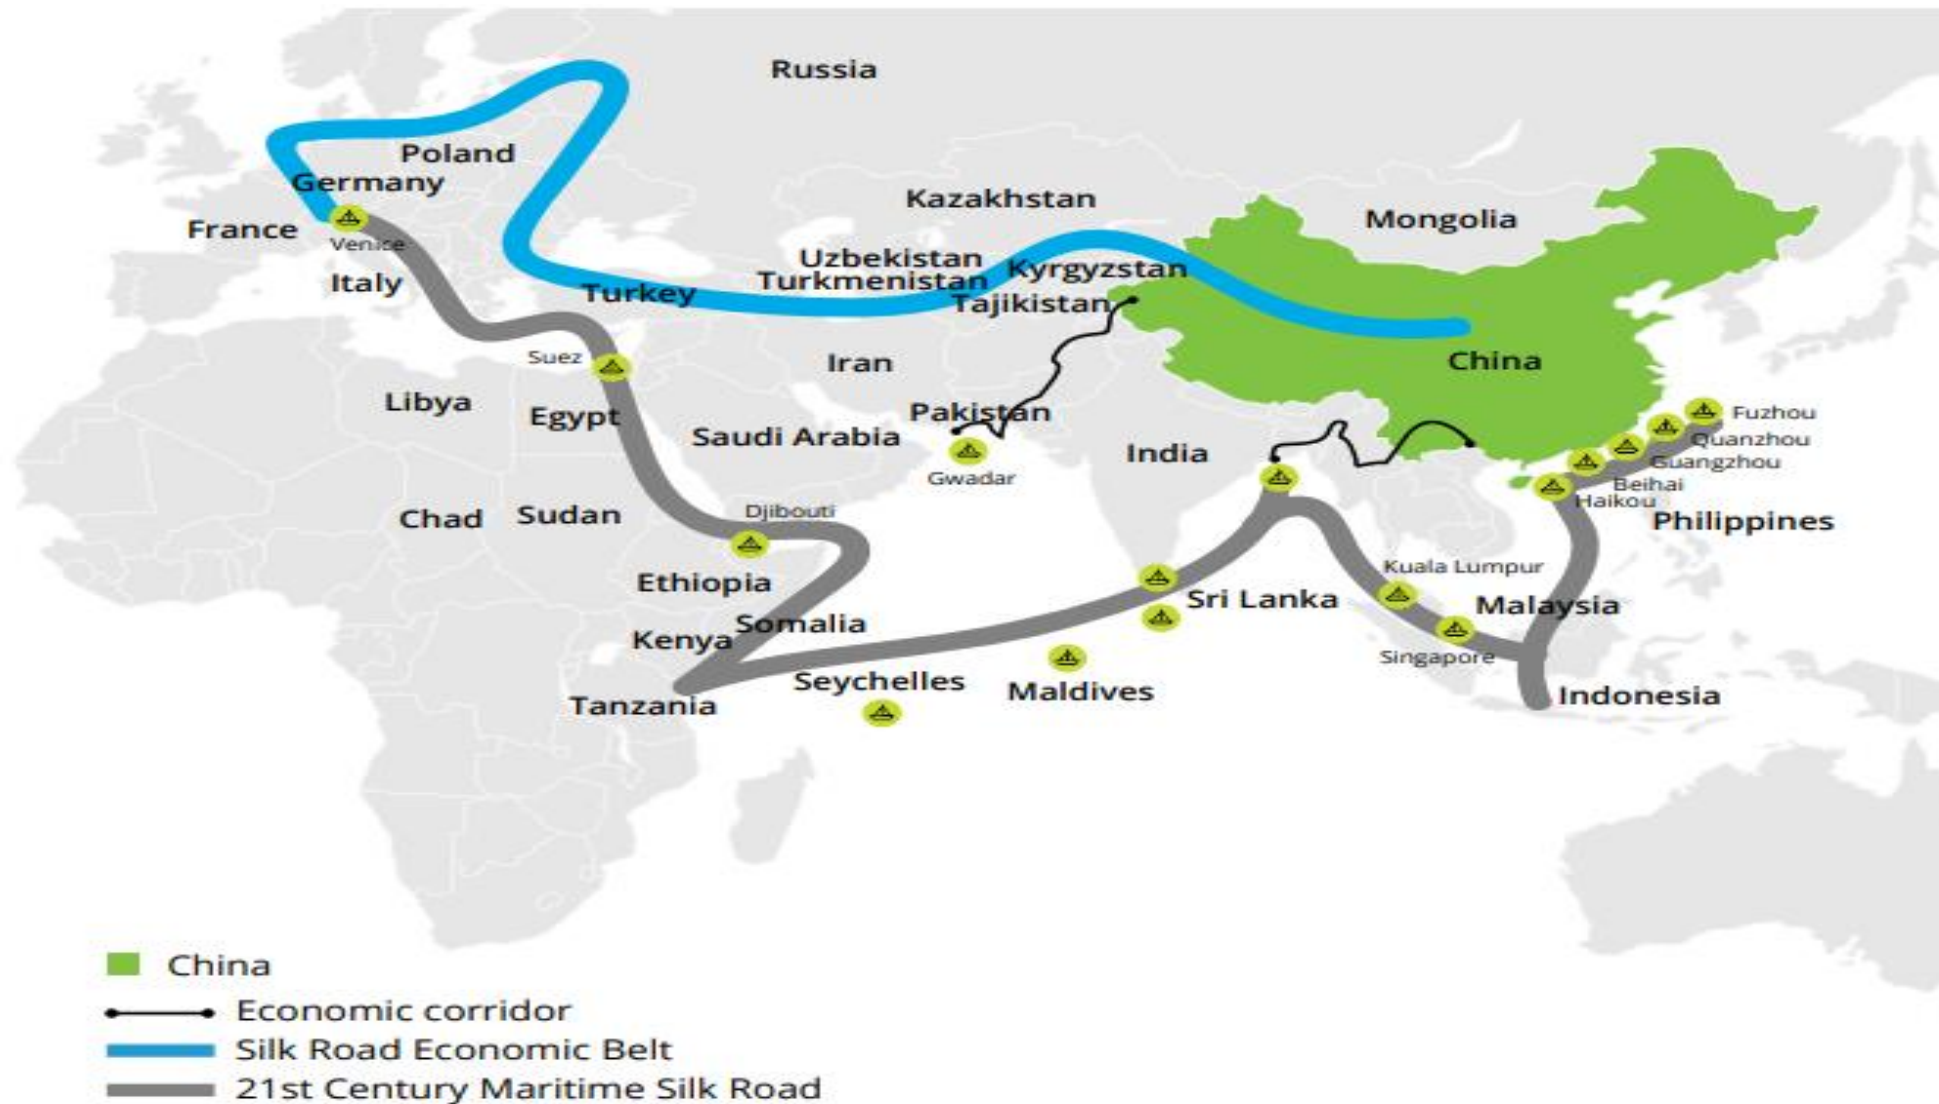 Russia
Poland
Germany
Kazakhstan
Mongolia
France
Venice
Uzbekistan
Kyrgyzstan
Italy
Turkmenistan
Turkey
Tajikistan
Suez
Iran
China
Libya
Egypt
Pakistan
Fuzhou
Saudi Arabia
Quanzhou
India
Guangzhou
Gwadar
Beihai
Haikou
Chad
Sudan
Djibouti
Philippines
Kuala Lumpur
Ethiopia
Sri Lanka
Malaysia
Somalia
Kenya
Singapore
Seychelles
Maldives
Indonesia
Tanzania
China
Economic corridor
Silk Road Economic Belt
21st Century Maritime Silk Road